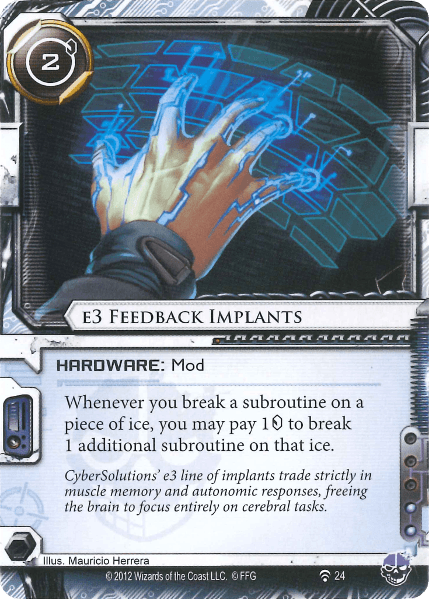 2
e3 Feedback Implants
HARDWARE: Mod
Whenever you break a subroutine on a
piece of ice, you may pay 1 to break
1 additional subroutine on that ice.
CyberSolutions’ e3 line of implants trade strictly in
muscle memory and autonomic responses, freeing
the brain to focus entirely on cerebral tasks.
Illus. Mauricio Herrera
© 2012 Wizards of the Coast LLC. © FFG
24